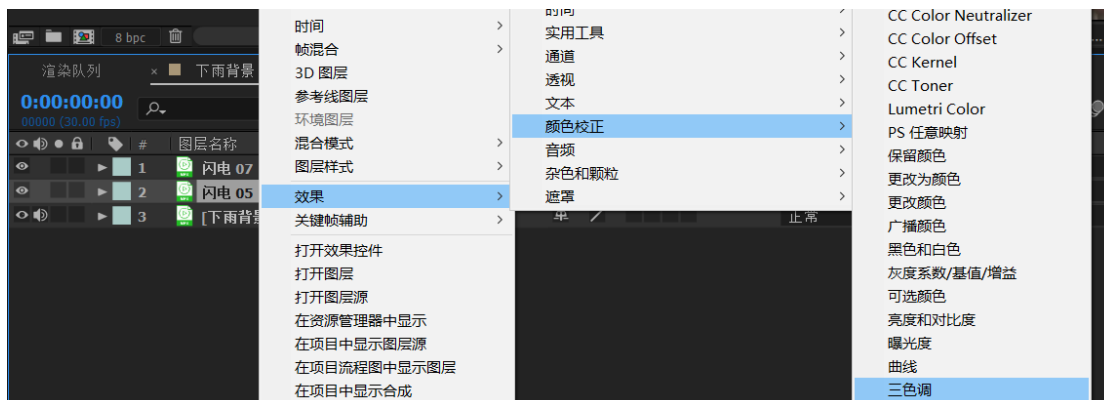 8 bpc
渲染队列
× 下雨背景
0:00:00:00
00000 (30.00 fps)
# 图层名称
1 闪电 07
2 闪电 05
3 [下雨背景
时间
帧混合
3D 图层
参考线图层
环境图层
混合模式
图层样式
效果
关键帧辅助
打开效果控件
打开图层
打开图层源
在资源管理器中显示
在项目中显示图层源
在项目流程图中显示图层
在项目中显示合成
时间
实用工具
通道
透视
文本
颜色校正
音频
杂色和颗粒
遮罩
单
正常
CC Color Neutralizer
CC Color Offset
CC Kernel
CC Toner
Lumetri Color
PS 任意映射
保留颜色
更改为颜色
更改颜色
广播颜色
黑色和白色
灰度系数/基值/增益
可选颜色
亮度和对比度
曝光度
曲线
三色调